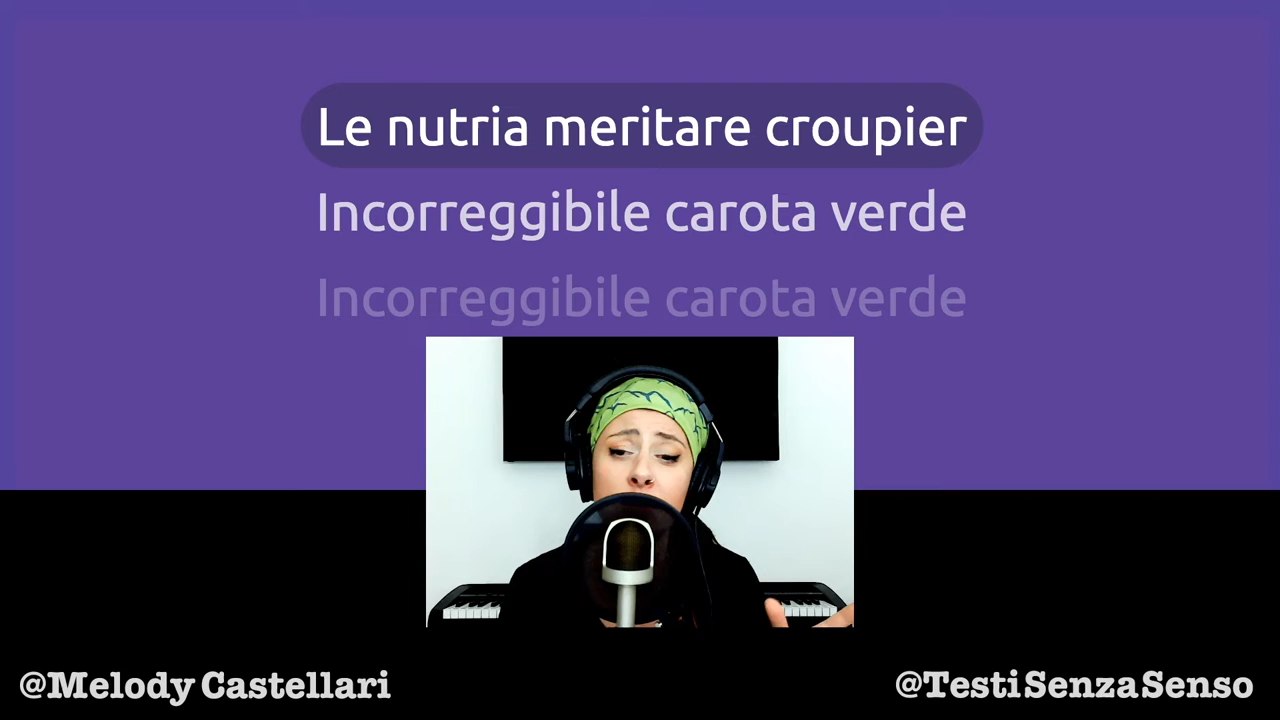 Le nutria meritare croupier
Incorreggibile carota verde
Incorreggibile carota verde
@Melody Castellari
@TestiSenzaSenso